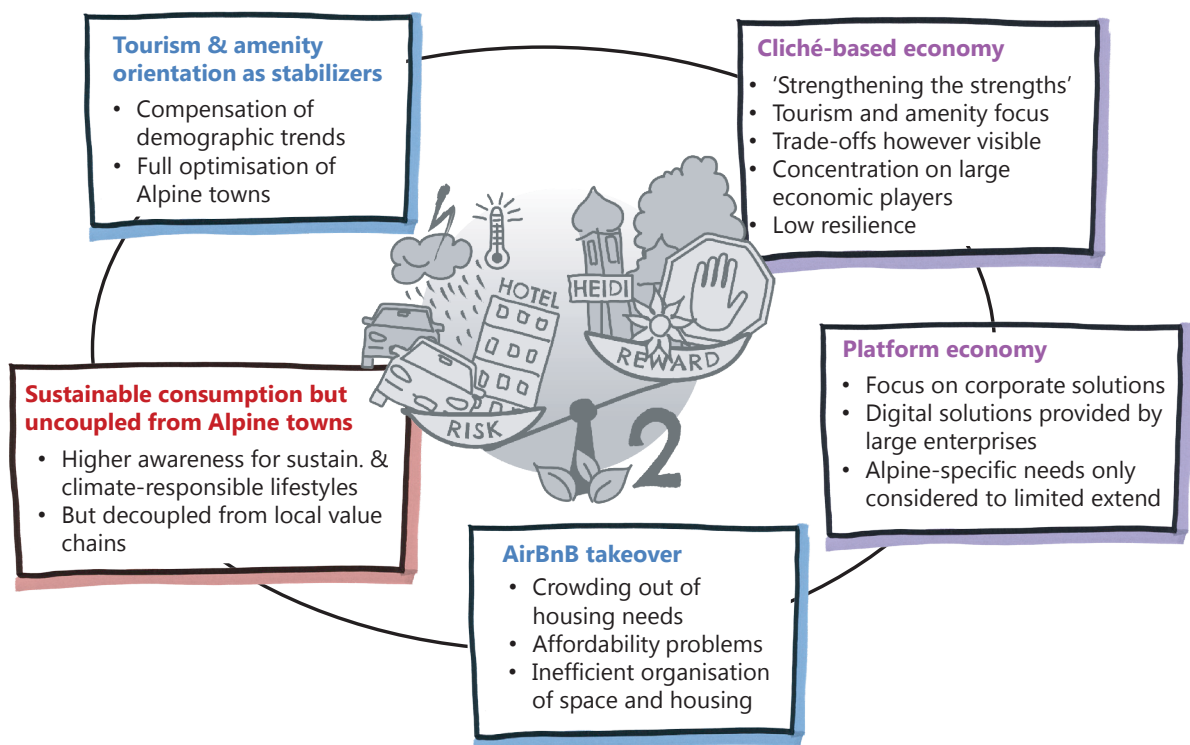 Tourism & amenity
orientation as stabilizers
• Compensation of
demographic trends
• Full optimisation of
Alpine towns
Cliché-based economy
• ‘Strengthening the strengths’
• Tourism and amenity focus
• Trade-offs however visible
• Concentration on large
economic players
• Low resilience
HOTEL
HEIDI
REWARD
RISK
2
Sustainable consumption but
uncoupled from Alpine towns
• Higher awareness for sustain. &
climate-responsible lifestyles
• But decoupled from local value
chains
Platform economy
• Focus on corporate solutions
• Digital solutions provided by
large enterprises
• Alpine-specific needs only
considered to limited extend
AirBnB takeover
• Crowding out of
housing needs
• Affordability problems
• Inefficient organisation
of space and housing